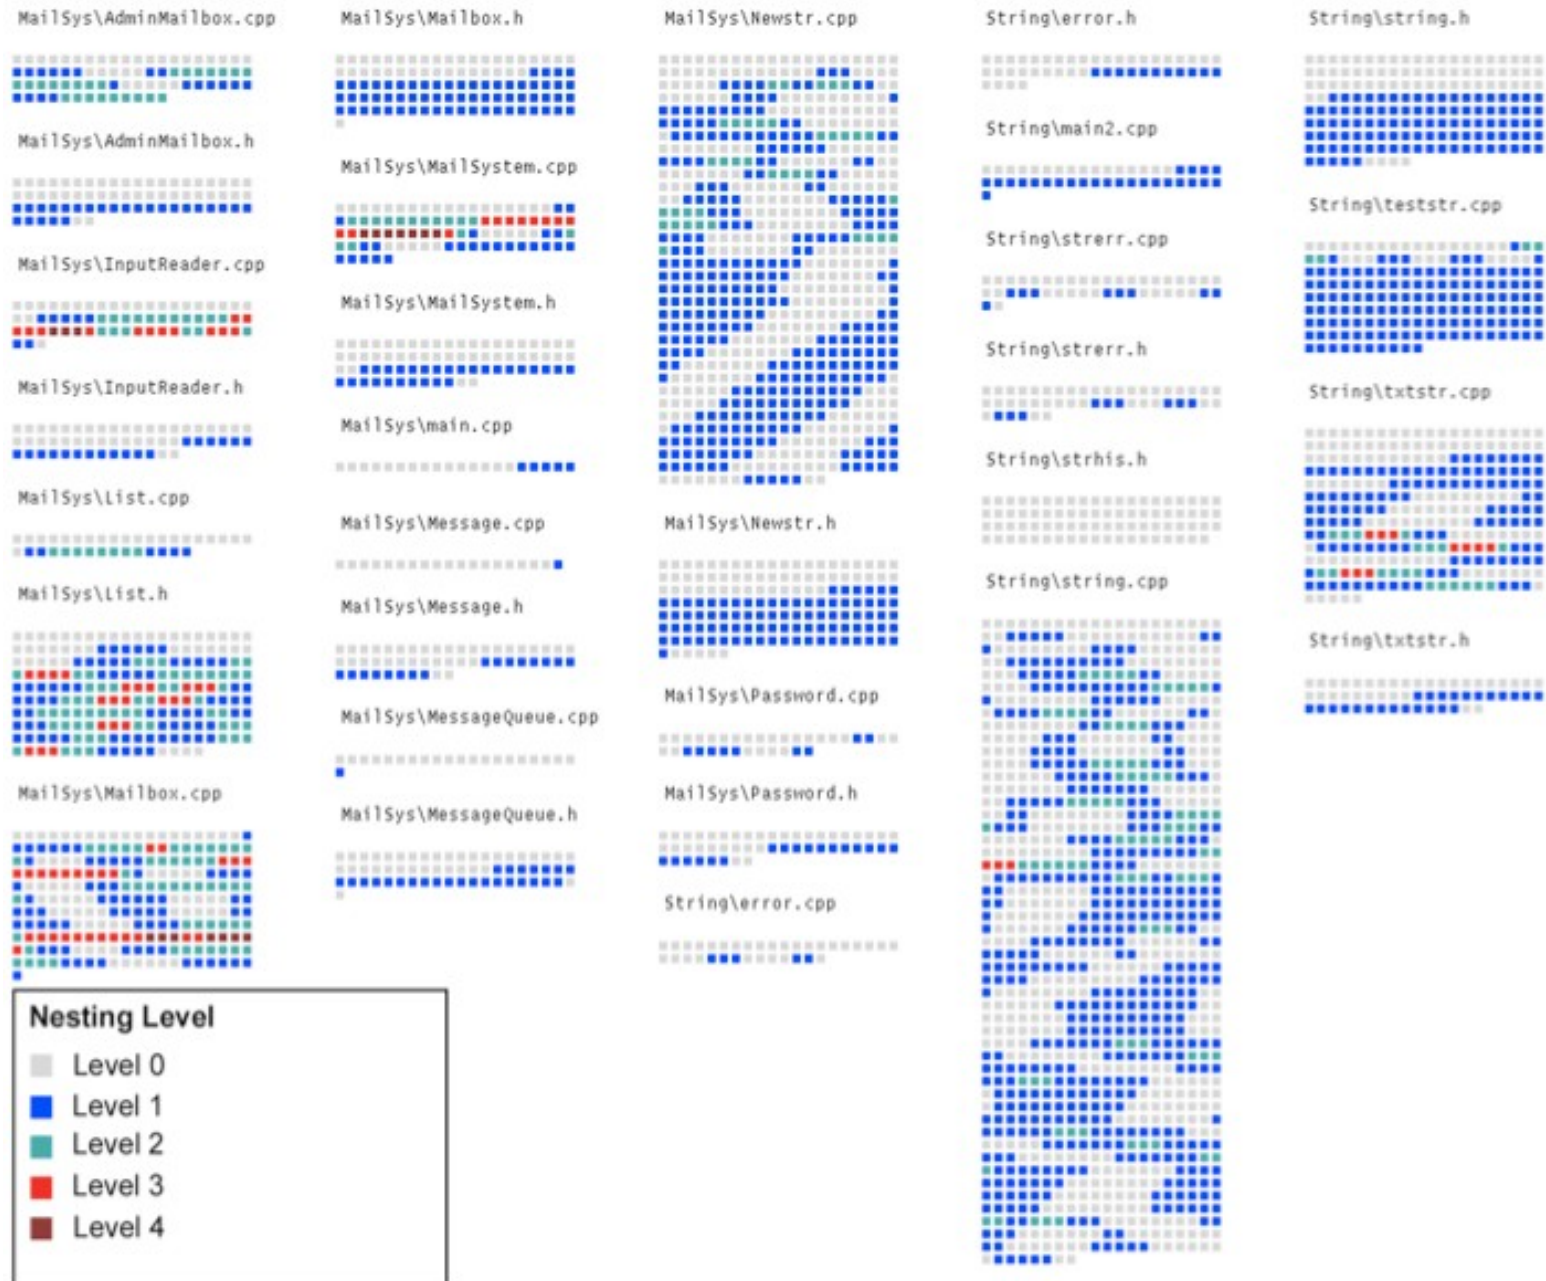 MailSys\AdminMailbox.cpp
MailSys\AdminMailbox.h
MailSys\InputReader.cpp
MailSys\InputReader.h
MailSys\List.cpp
MailSys\List.h
MailSys\Mailbox.cpp
MailSys\Mailbox.h
MailSys\MailSystem.cpp
MailSys\MailSystem.h
MailSys\main.cpp
MailSys\Message.cpp
MailSys\Message.h
MailSys\MessageQueue.cpp
MailSys\MessageQueue.h
MailSys\Newstr.cpp
MailSys\Newstr.h
MailSys\Password.cpp
MailSys\Password.h
String\error.cpp
String\error.h
String\main2.cpp
String\strerr.cpp
String\strerr.h
String\strhis.h
String\string.cpp
String\string.h
String\teststr.cpp
String\txtstr.cpp
String\txtstr.h
Nesting Level
Level 0
Level 1
Level 2
Level 3
Level 4